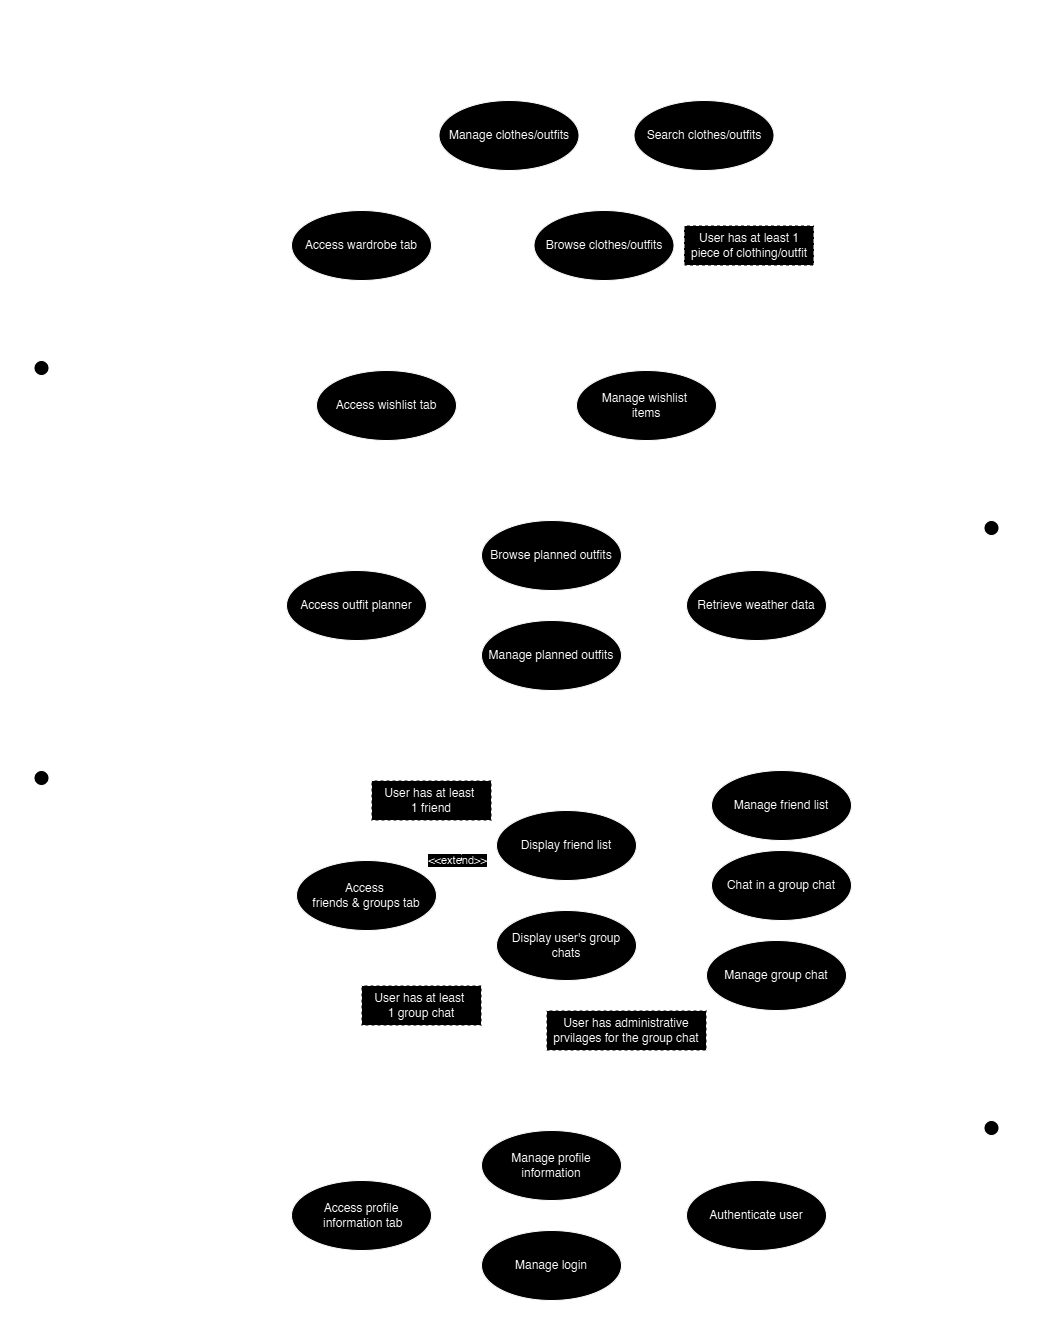 Manage clothes/outfits
Search clothes/outfits
Access wardrobe tab
Browse clothes/outfits
User has at least 1
piece of clothing/outfit
Access wishlist tab
Manage wishlist
items
Browse planned outfits
Access outfit planner
Retrieve weather data
Manage planned outfits
User has at least
1 friend
Manage friend list
Display friend list
<<extend>>
Access
friends & groups tab
Chat in a group chat
Display user's group
chats
Manage group chat
User has at least
1 group chat
User has administrative
prvilages for the group chat
Manage profile
information
Access profile
information tab
Authenticate user
Manage login